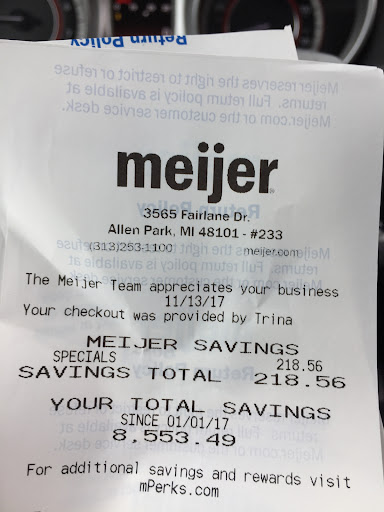 Return Policy
Meijer reserves the right to restrict or refuse
returns. Full return policy is available at
Meijer.com or the customer service desk.
meijer
Return Policy
3565 Fairlane Dr.
Allen Park, MI 48101 - #233
(313)253-1100 meijer.com
The Meijer Team appreciates your business
11/13/17
Your checkout was provided by Trina
MEIJER SAVINGS
SPECIALS 218.56
SAVINGS TOTAL 218.56
YOUR TOTAL SAVINGS
SINCE 01/01/17
8,553.49
For additional savings and rewards visit
mPerks.com